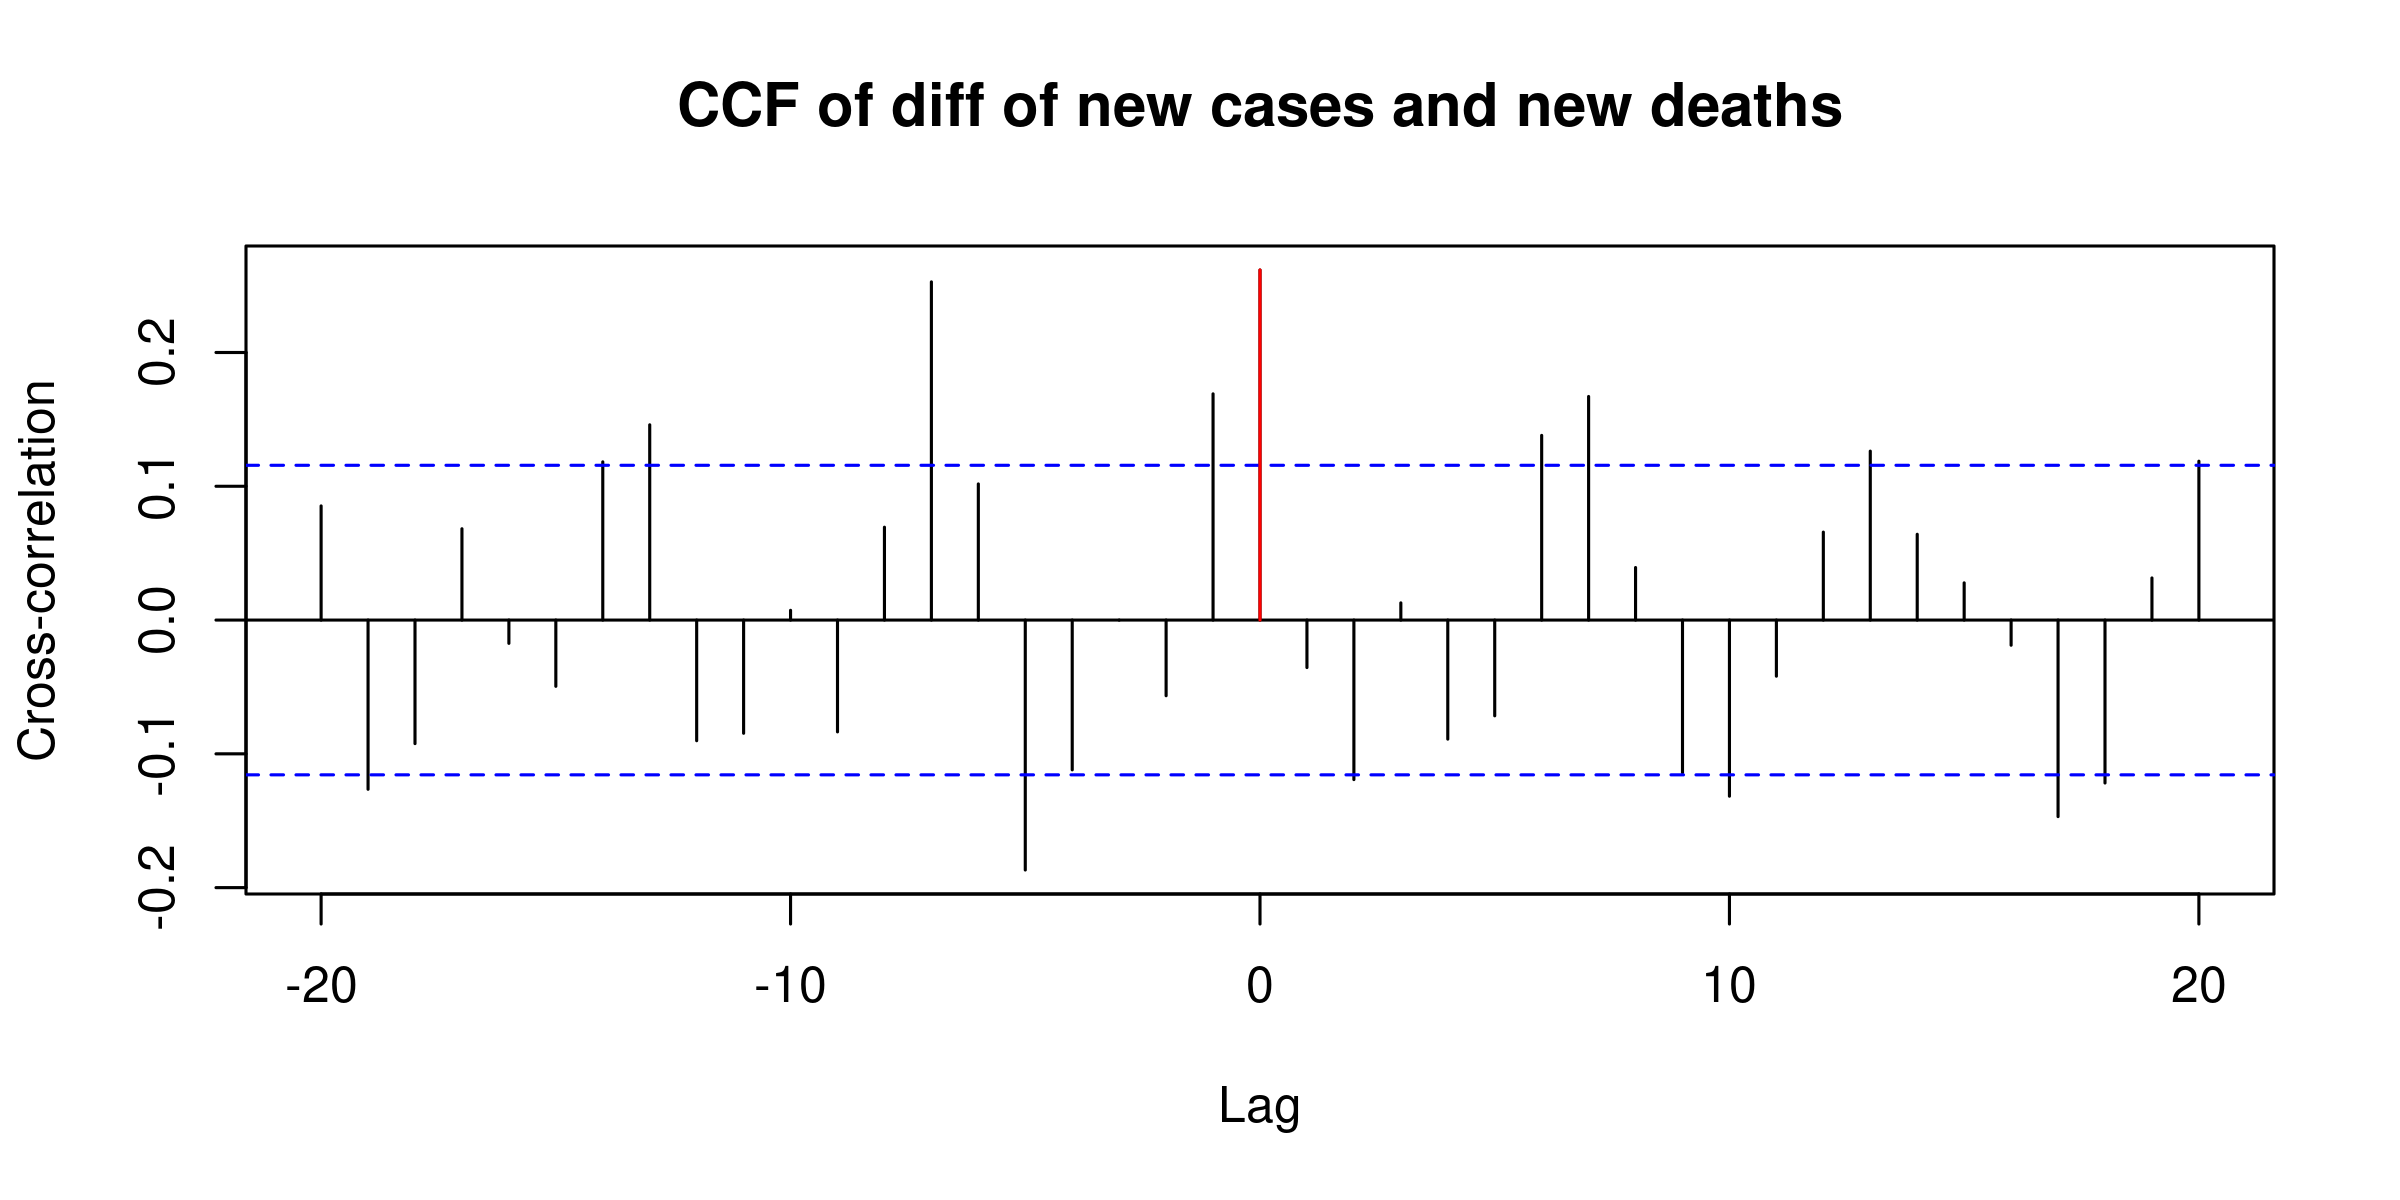 CCF of diff of new cases and new deaths
Cross-correlation
0.2
0.1
0.0
-0.1
-0.2
-20 -10 0 10 20
Lag